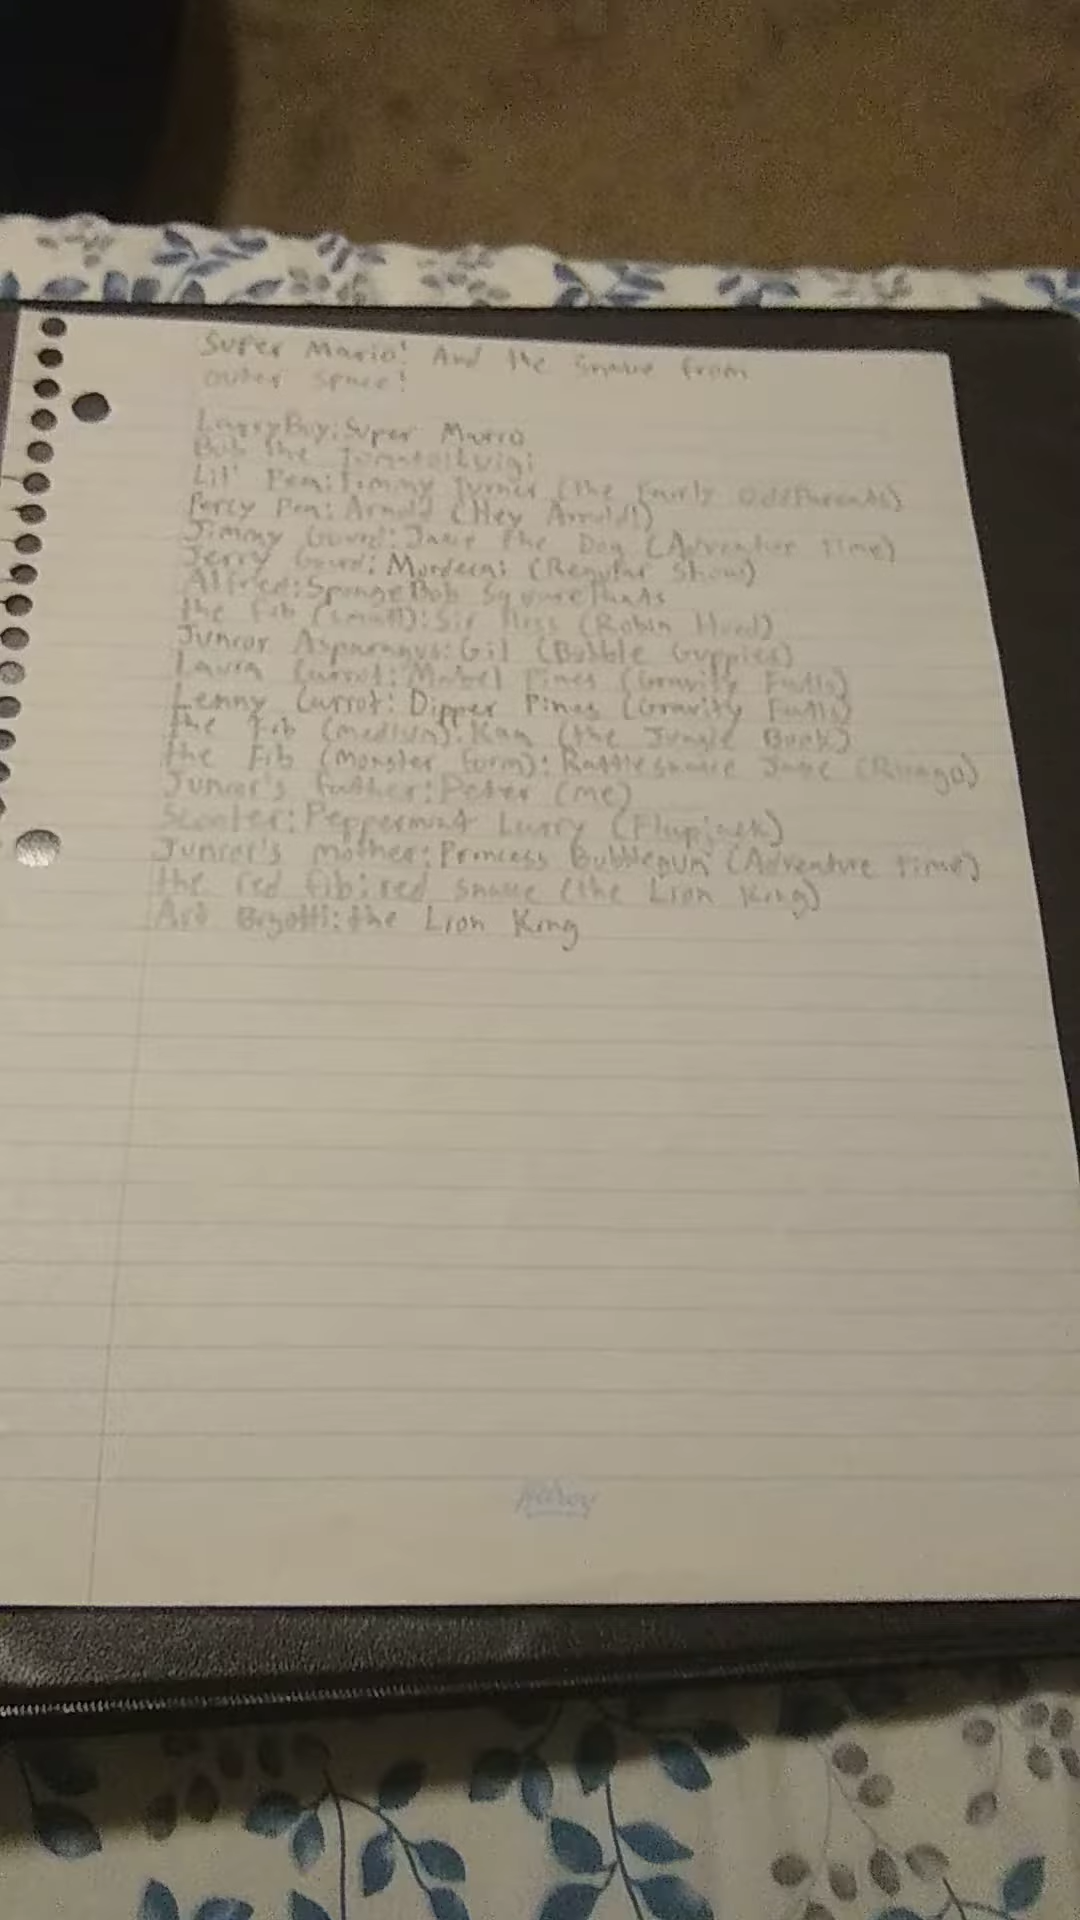 Super Mario! And the Snake from
outer space!
LarryBoy: Super Mario
Bob the Tomato: Luigi
Lil' Pea: Timmy Turner (the Fairly OddParents)
Percy Pea: Arnold (Hey Arnold!)
Jimmy Gourd: Jake the Dog (Adventure Time)
Jerry Gourd: Mordecai (Regular Show)
Alfred: SpongeBob SquarePants
the Fib (small): Sir Hiss (Robin Hood)
Junior Asparagus: Gil (Bubble Guppies)
Laura Carrot: Mabel Pines (Gravity Falls)
Lenny Carrot: Dipper Pines (Gravity Falls)
the Fib (medium): Kaa (the Jungle Book)
the Fib (monster form): Rattlesnake Jake (Rango)
Junior's father: Peter (me)
Scooter: Peppermint Larry (Flapjack)
Junior's mother: Princess Bubblegum (Adventure Time)
the red fib: red snake (the Lion King)
Art Bigotti: the Lion King
Hilroy